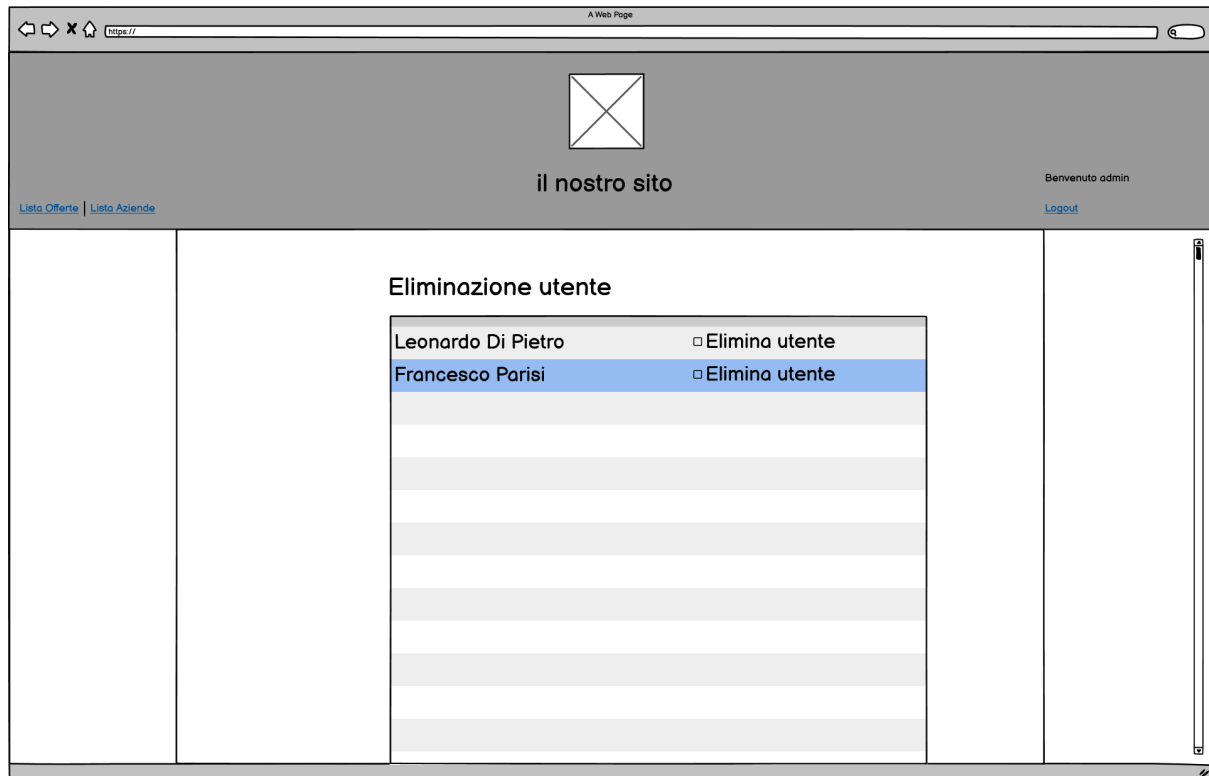 A Web Page
https://
il nostro sito
Benvenuto admin
Lista Offerte | Lista Aziende
Logout
Eliminazione utente
Leonardo Di Pietro Elimina utente
Francesco Parisi Elimina utente